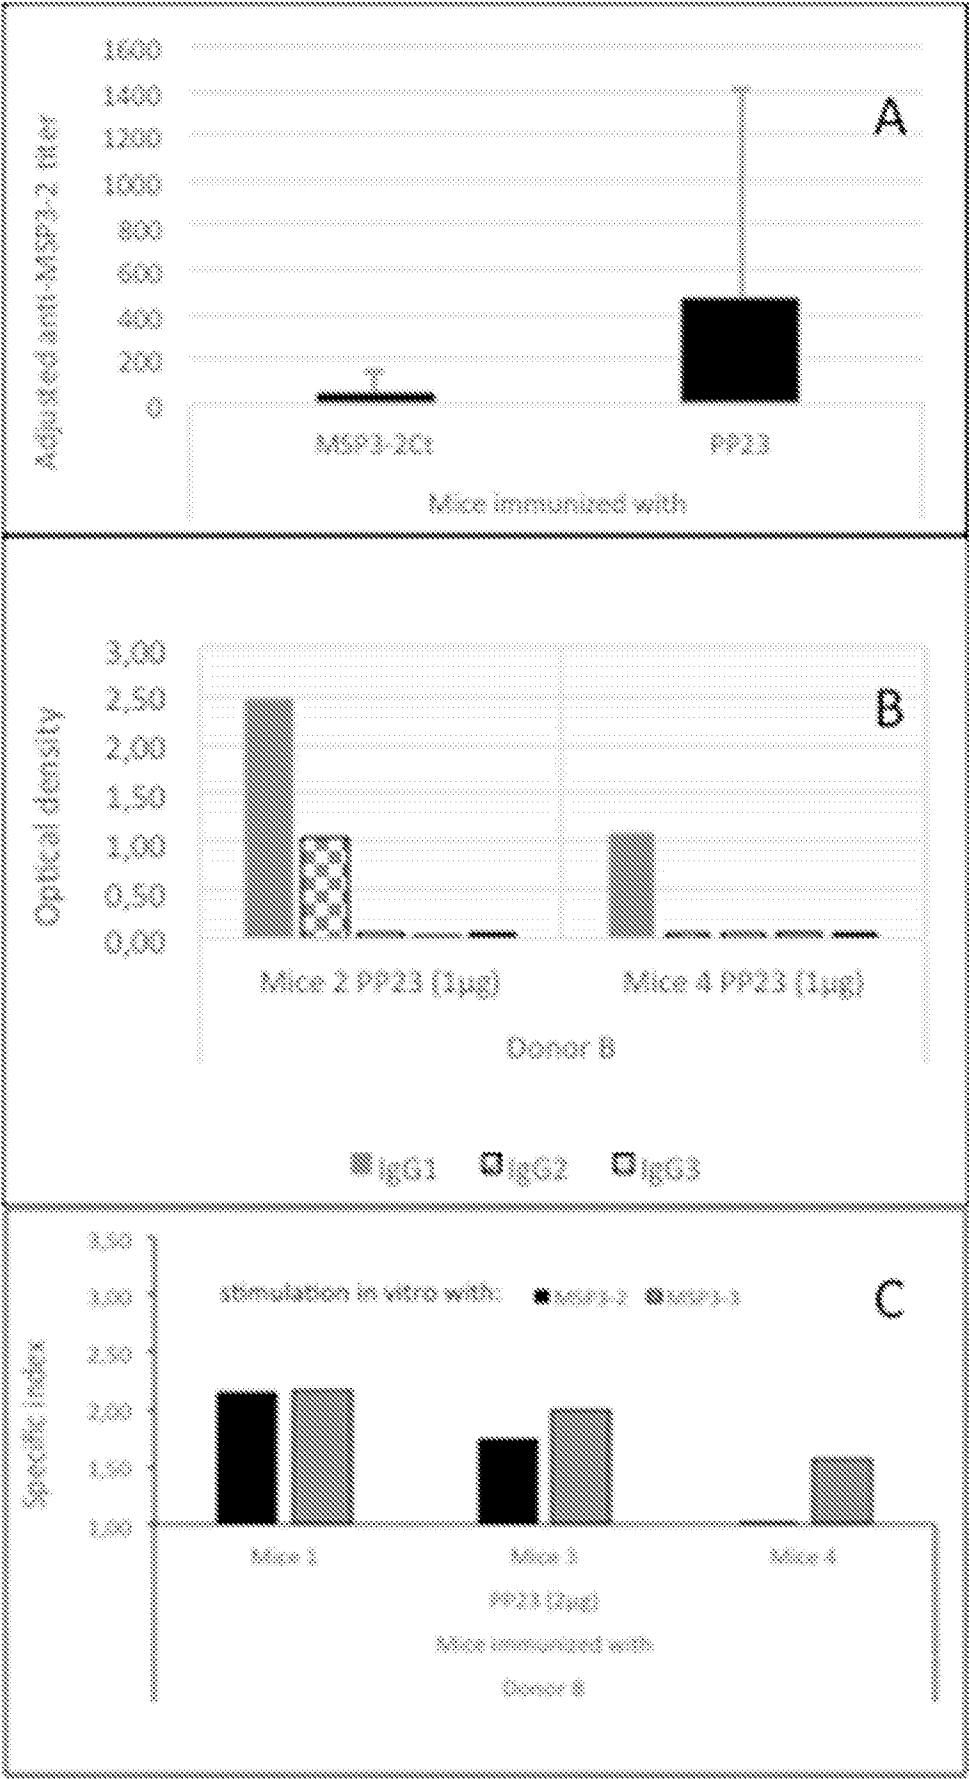 A
1600
1400
1200
1000
800
600
400
200
0
Adjusted anti-MSP3-2 titer
MSP3-2Ct PP23
Mice immunized with
B
3,00
2,50
2,00
1,50
1,00
0,50
0,00
Optical density
Mice 2 PP23 (1µg) Mice 4 PP23 (1µg)
Donor B
IgG1 IgG2 IgG3
C
3,50
3,00
2,50
2,00
1,50
1,00
Specific index
stimulation in vitro with: MSP3-2 MSP3-3
Mice 1 Mice 3 Mice 4
PP23 (2µg)
Mice immunized with
Donor B